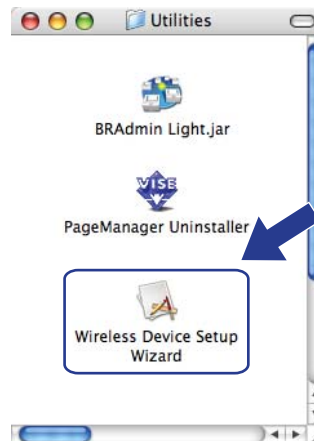 Utilities
BRAdmin Light.jar
VISE
PageManager Uninstaller
Wireless Device Setup
Wizard